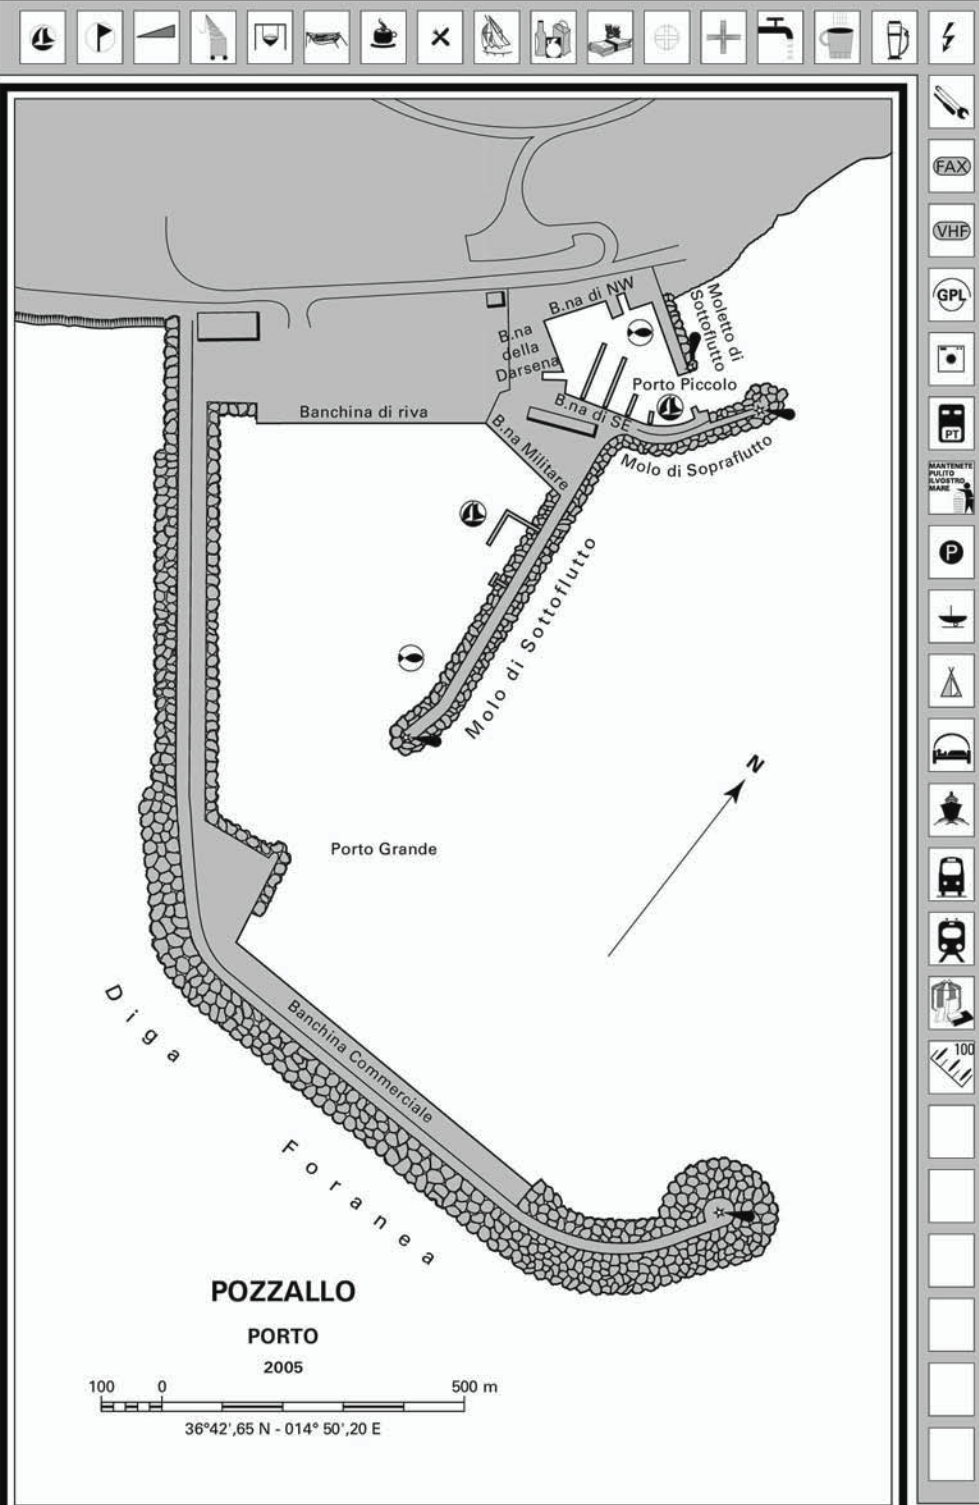 FAX
VHF
GPL
PT
MANTENETE
PULITO
ILVOSTRO
MARE
P
100
B.na di NW
Moletto di
Sottoflutto
B.na
della
Darsena
Porto Piccolo
B.na di SE
Banchina di riva
B.na Militare
Molo di Sopraflutto
Molo di Sottoflutto
N
Porto Grande
Banchina Commerciale
Diga
Foranea
POZZALLO
PORTO
2005
100 0 500 m
36°42',65 N - 014° 50',20 E